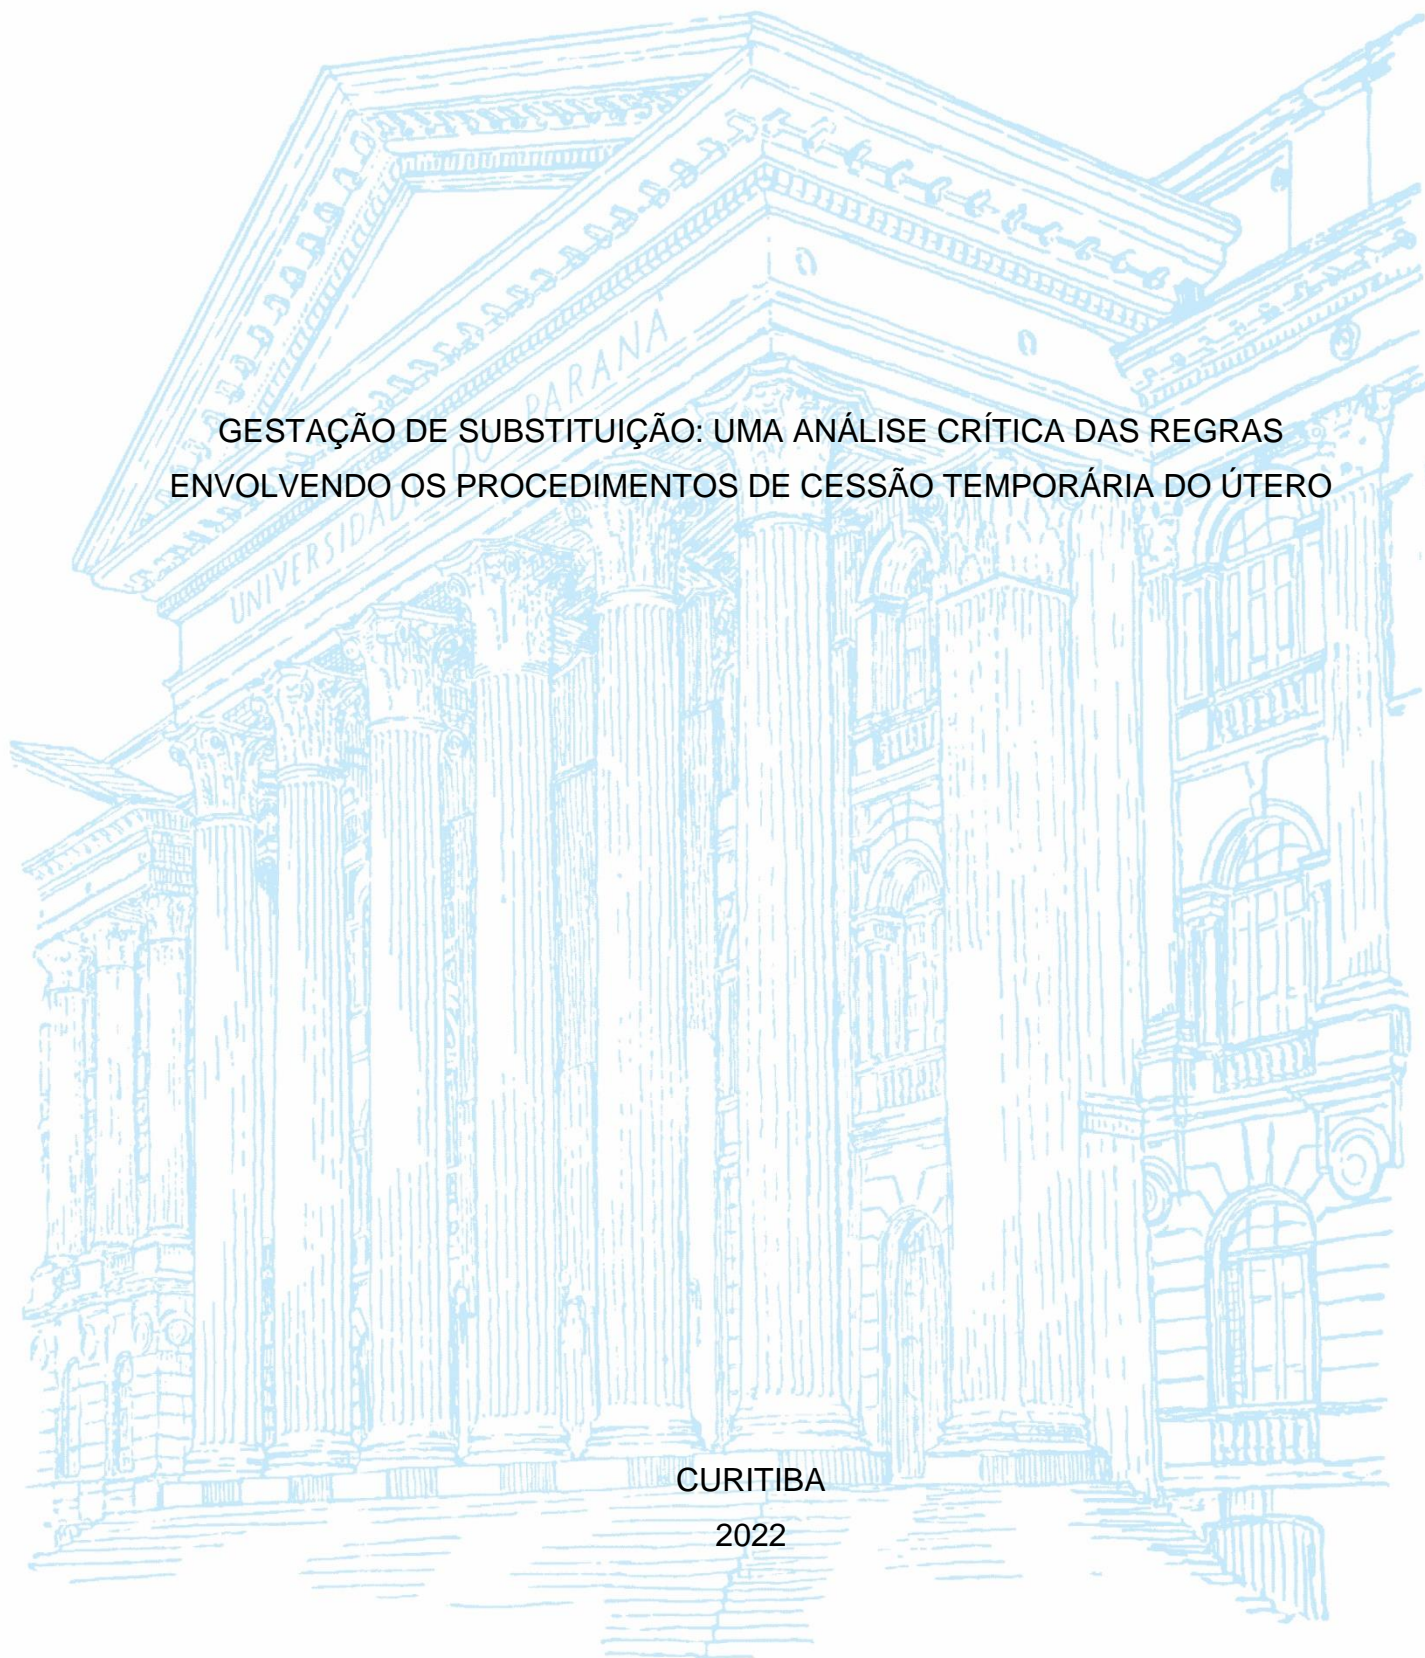 UNIVERSIDADE DO PARANÁ
GESTAÇÃO DE SUBSTITUIÇÃO: UMA ANÁLISE CRÍTICA DAS REGRAS
ENVOLVENDO OS PROCEDIMENTOS DE CESSÃO TEMPORÁRIA DO ÚTERO
CURITIBA
2022